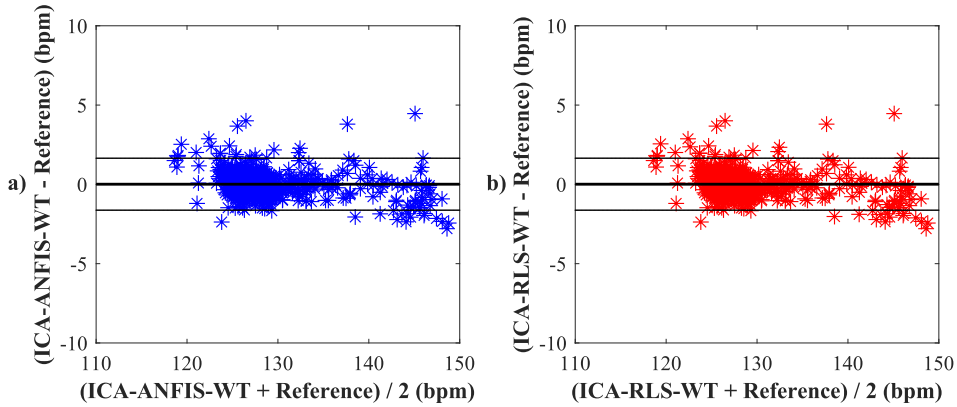 a)
(ICA-ANFIS-WT - Reference) (bpm)
10
5
0
-5
-10
110 120 130 140 150
(ICA-ANFIS-WT + Reference) / 2 (bpm)
b)
(ICA-RLS-WT - Reference) (bpm)
10
5
0
-5
-10
110 120 130 140 150
(ICA-RLS-WT + Reference) / 2 (bpm)